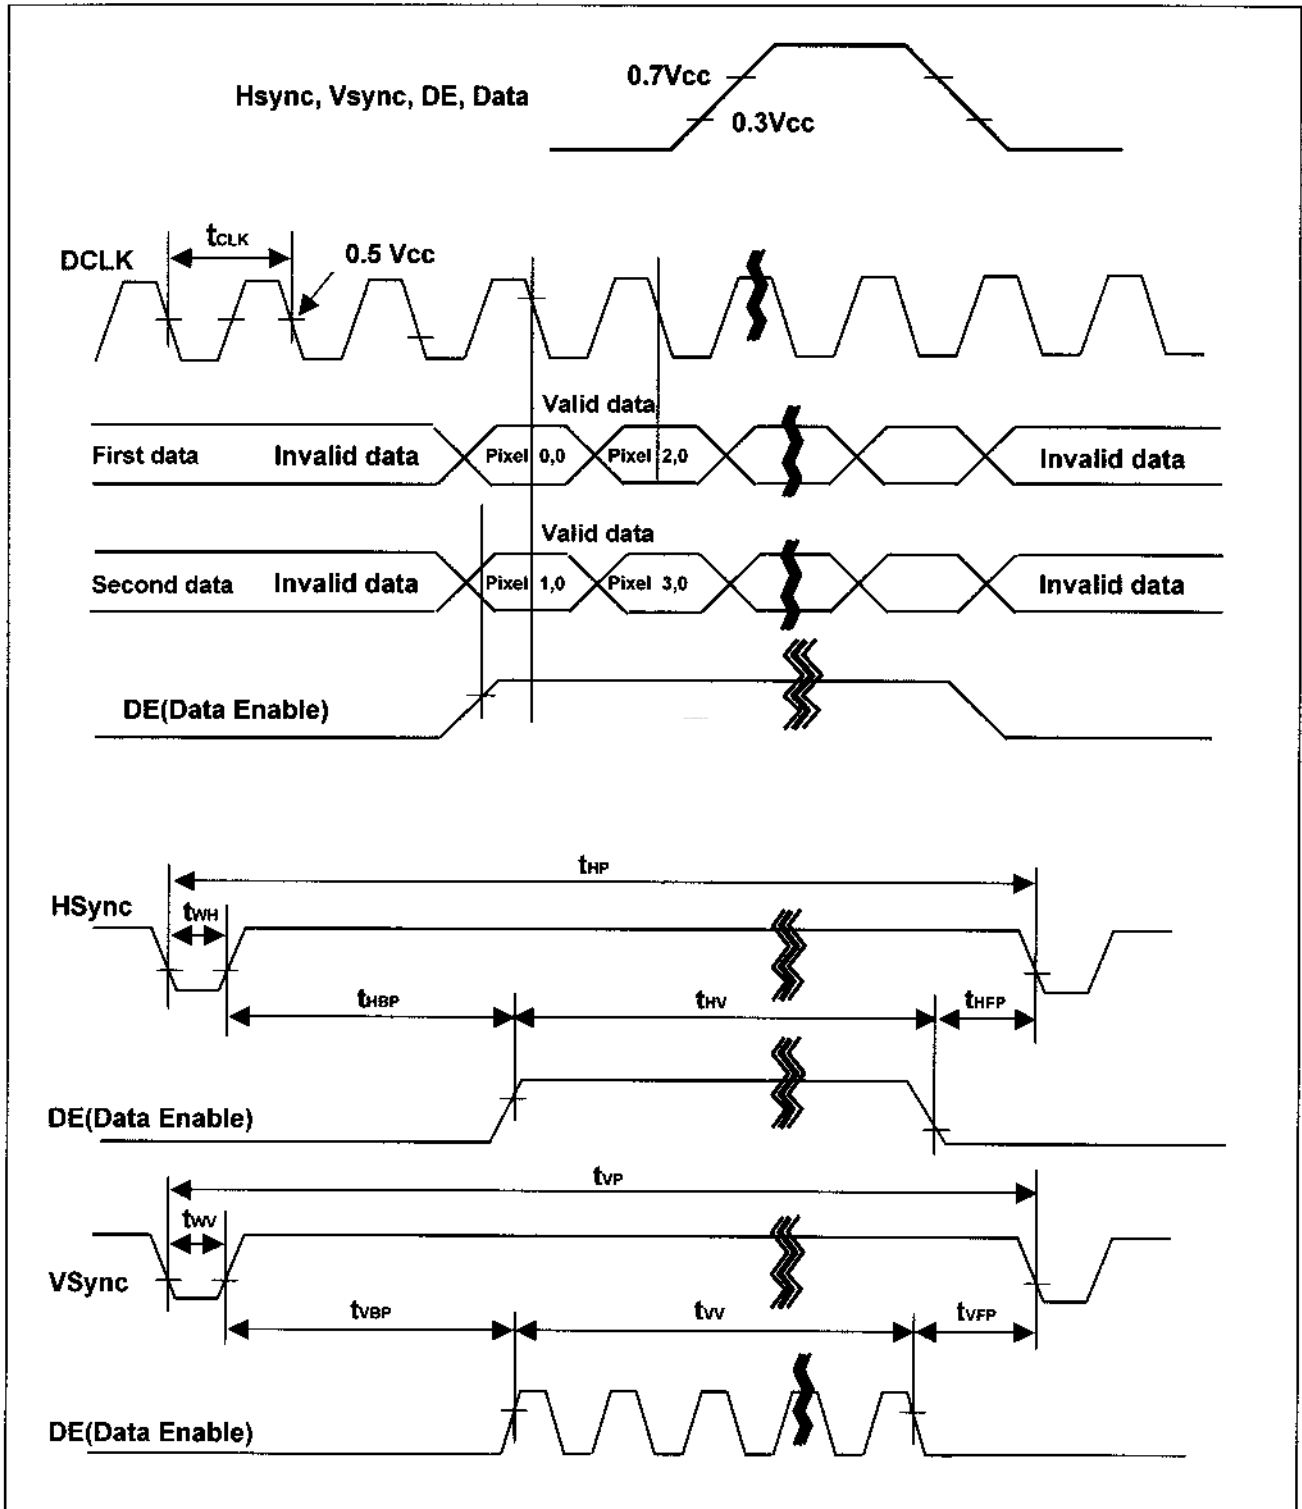 Hsync, Vsync, DE, Data
0.7Vcc
0.3Vcc
DCLK
tCLK
0.5 Vcc
Valid data
First data
Invalid data
Pixel 0,0
Pixel 2,0
Invalid data
Valid data
Second data
Invalid data
Pixel 1,0
Pixel 3,0
Invalid data
DE(Data Enable)
tHP
HSync
tWH
tHBP
tHV
tHFP
DE(Data Enable)
tVP
tWV
VSync
tVBP
tVV
tVFP
DE(Data Enable)